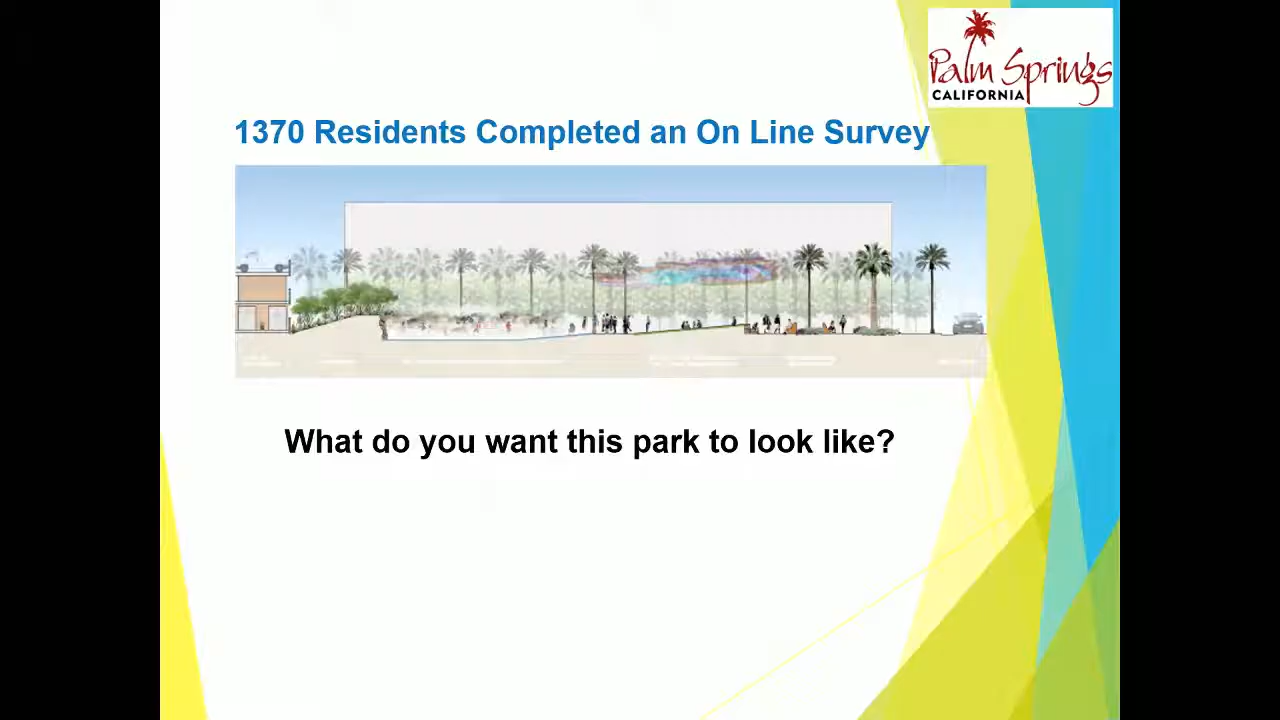 Palm Springs
CALIFORNIA
1370 Residents Completed an On Line Survey
What do you want this park to look like?